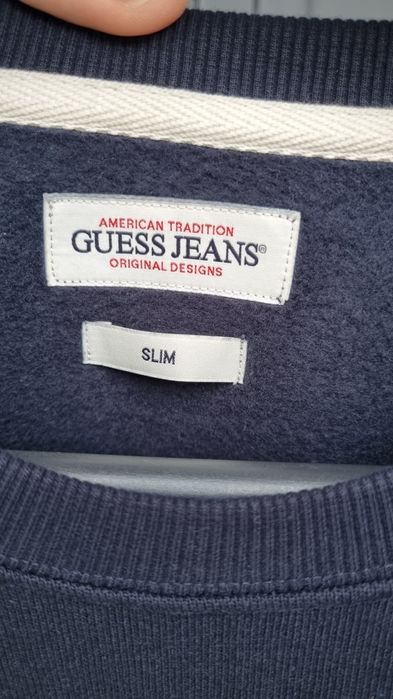 AMERICAN TRADITION
GUESS JEANS®
ORIGINAL DESIGNS
SLIM